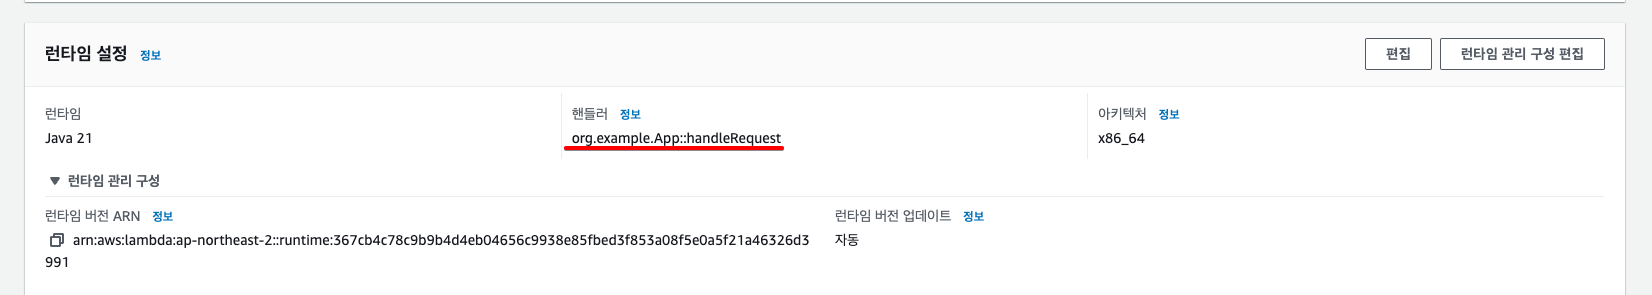 런타임 설정 정보
편집
런타임 관리 구성 편집
런타임
Java 21
핸들러 정보
org.example.App::handleRequest
아키텍처 정보
x86_64
▼ 런타임 관리 구성
런타임 버전 ARN 정보
arn:aws:lambda:ap-northeast-2::runtime:367cb4c78c9b9b4d4eb04656c9938e85fbed3f853a08f5e0a5f21a46326d3
991
런타임 버전 업데이트 정보
자동